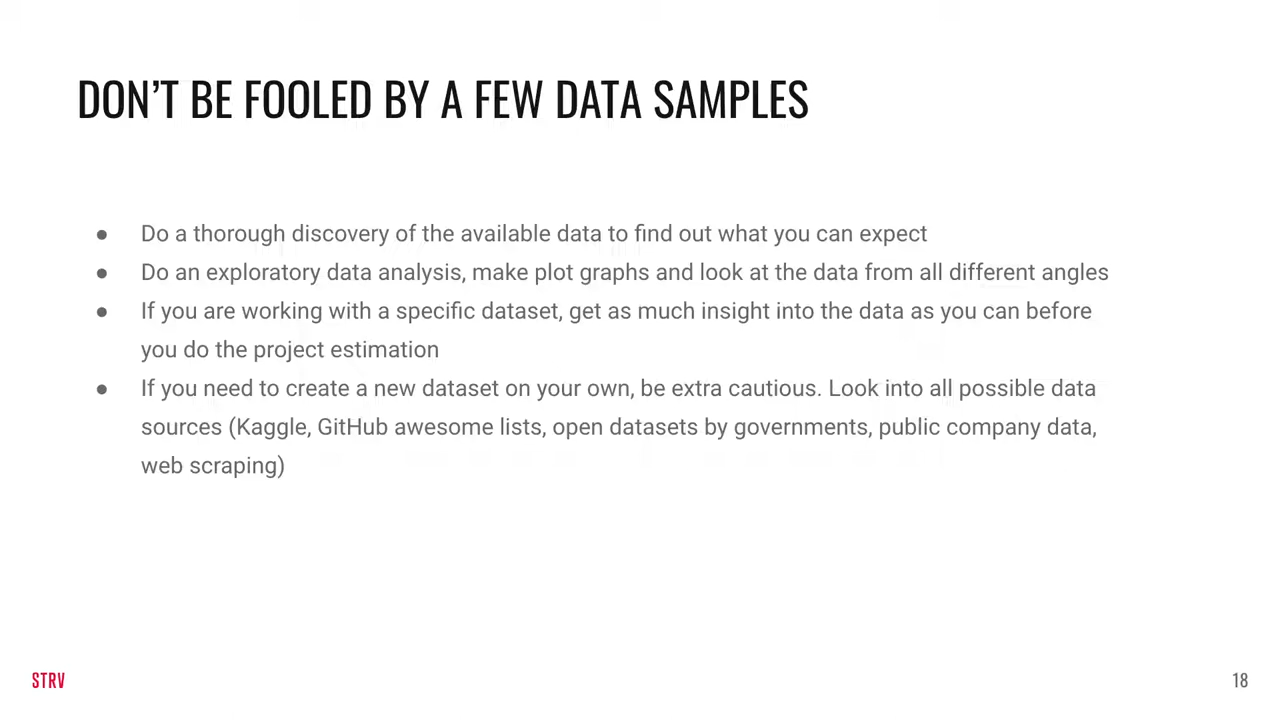 DON’T BE FOOLED BY A FEW DATA SAMPLES
● Do a thorough discovery of the available data to find out what you can expect
● Do an exploratory data analysis, make plot graphs and look at the data from all different angles
● If you are working with a specific dataset, get as much insight into the data as you can before
you do the project estimation
● If you need to create a new dataset on your own, be extra cautious. Look into all possible data
sources (Kaggle, GitHub awesome lists, open datasets by governments, public company data,
web scraping)
STRV
18